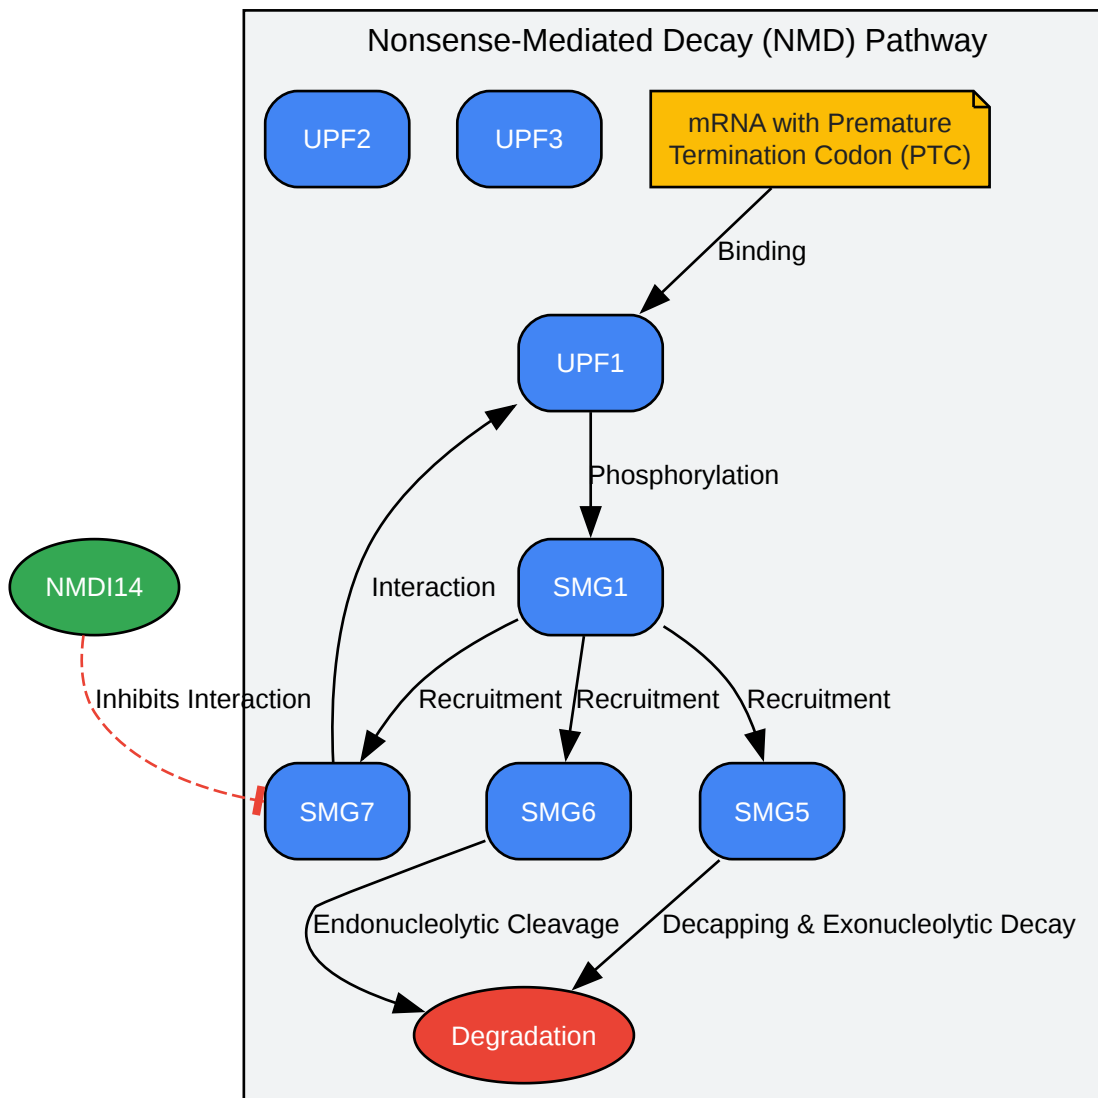 Nonsense-Mediated Decay (NMD) Pathway
UPF2
UPF3
mRNA with Premature
Termination Codon (PTC)
Binding
UPF1
Phosphorylation
NMDI14
Interaction
SMG1
Inhibits Interaction
Recruitment
Recruitment
Recruitment
SMG7
SMG6
SMG5
Endonucleolytic Cleavage
Decapping & Exonucleolytic Decay
Degradation